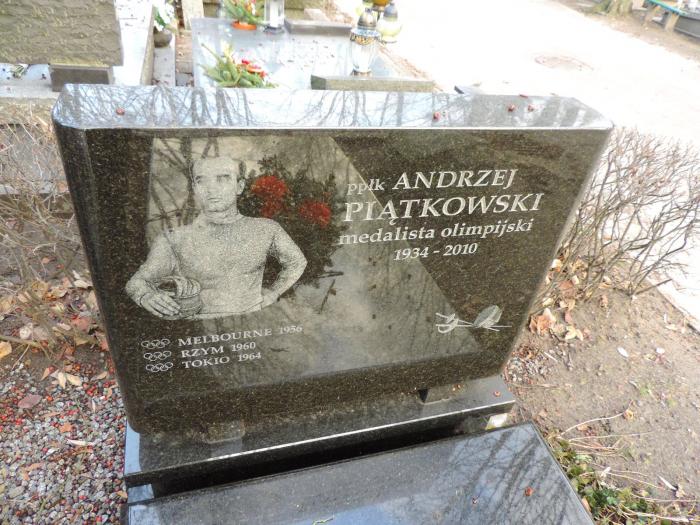 ppłk ANDRZEJ
PIĄTKOWSKI
medalista olimpijski
1934 - 2010
MELBOURNE 1956
RZYM 1960
TOKIO 1964